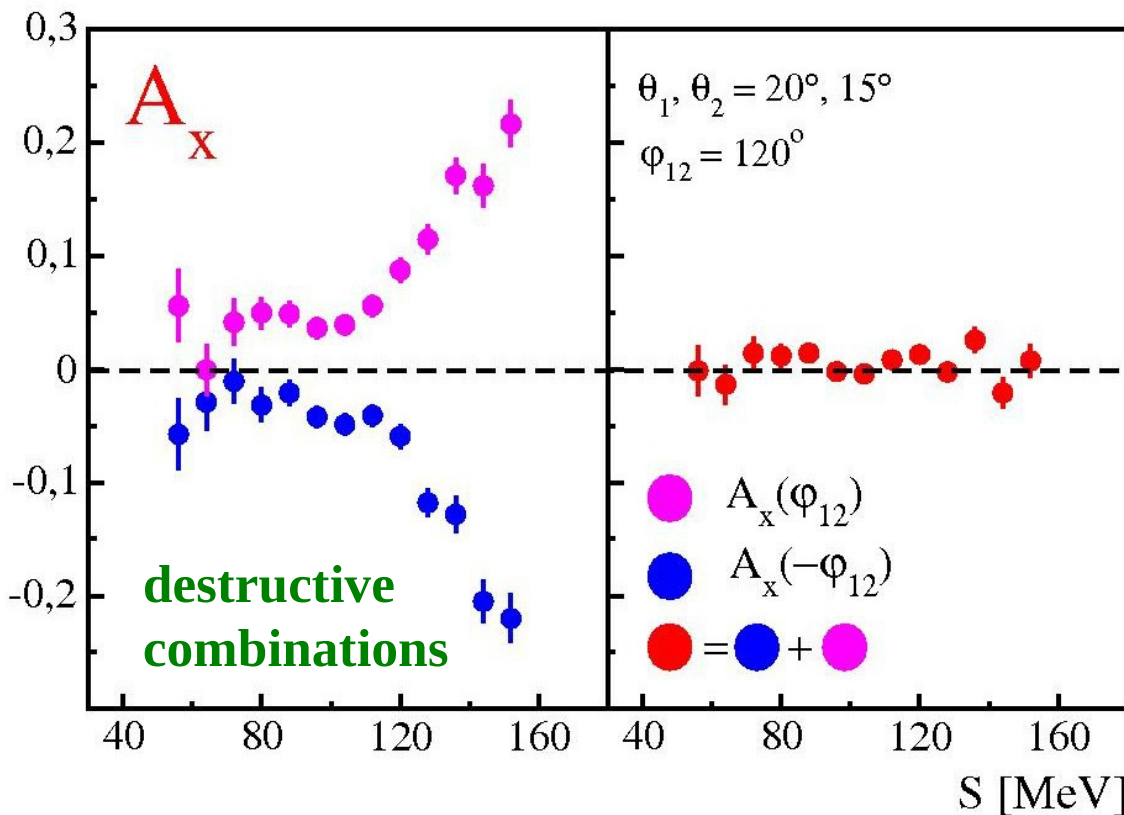 0,3
0,2
0,1
0
-0,1
-0,2
A_x
destructive
combinations
40 80 120 160
θ₁, θ₂ = 20°, 15°
φ₁₂ = 120°
Aₓ(φ₁₂)
Aₓ(−φ₁₂)
= +
40 80 120 160
S [MeV]